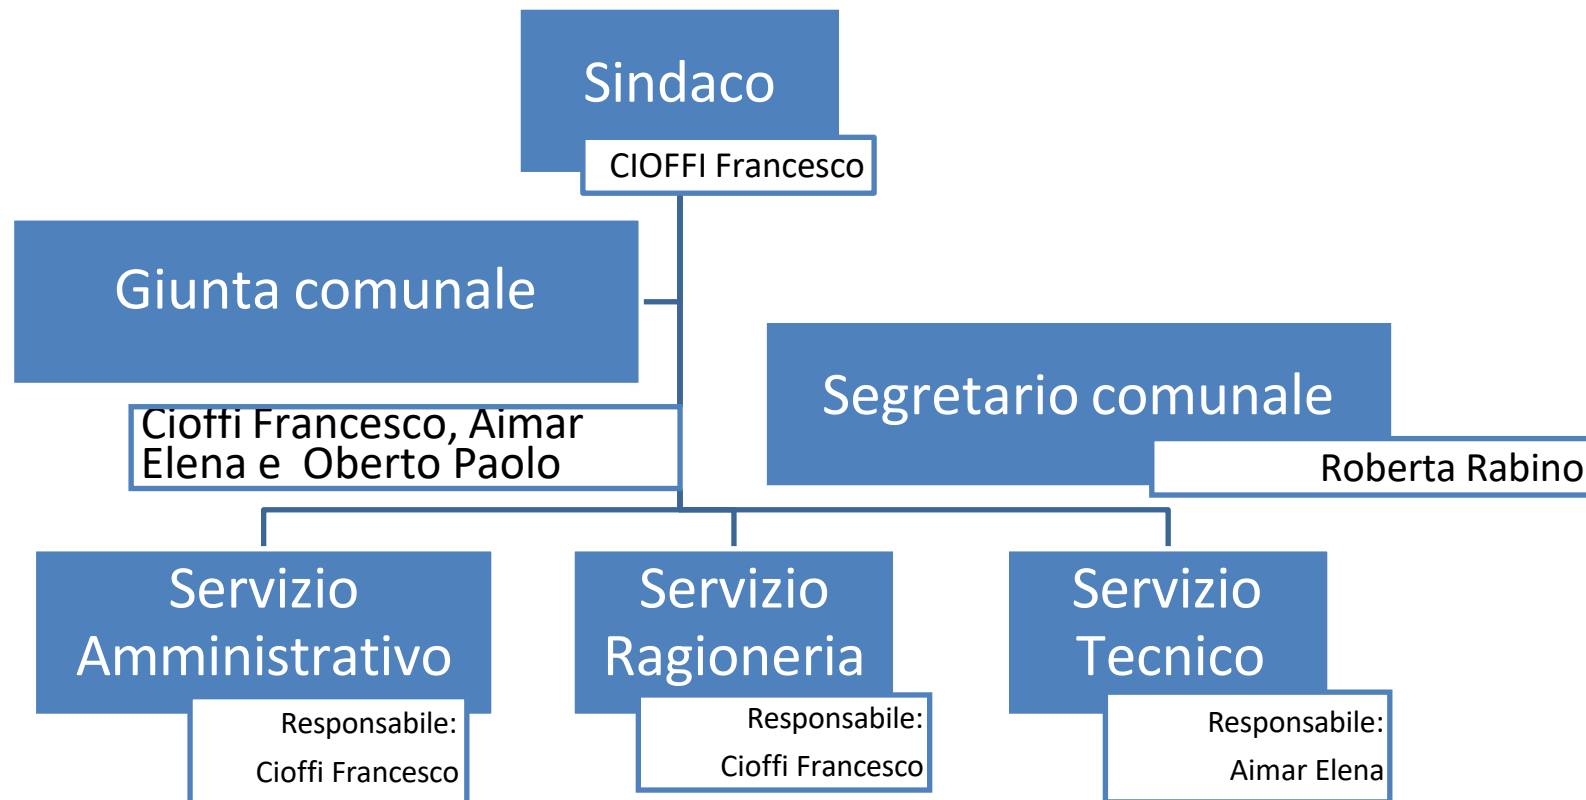 Sindaco
CIOFFI Francesco
Giunta comunale
Cioffi Francesco, Aimar
Elena e Oberto Paolo
Segretario comunale
Roberta Rabino
Servizio
Amministrativo
Responsabile:
Cioffi Francesco
Servizio
Ragioneria
Responsabile:
Cioffi Francesco
Servizio
Tecnico
Responsabile:
Aimar Elena